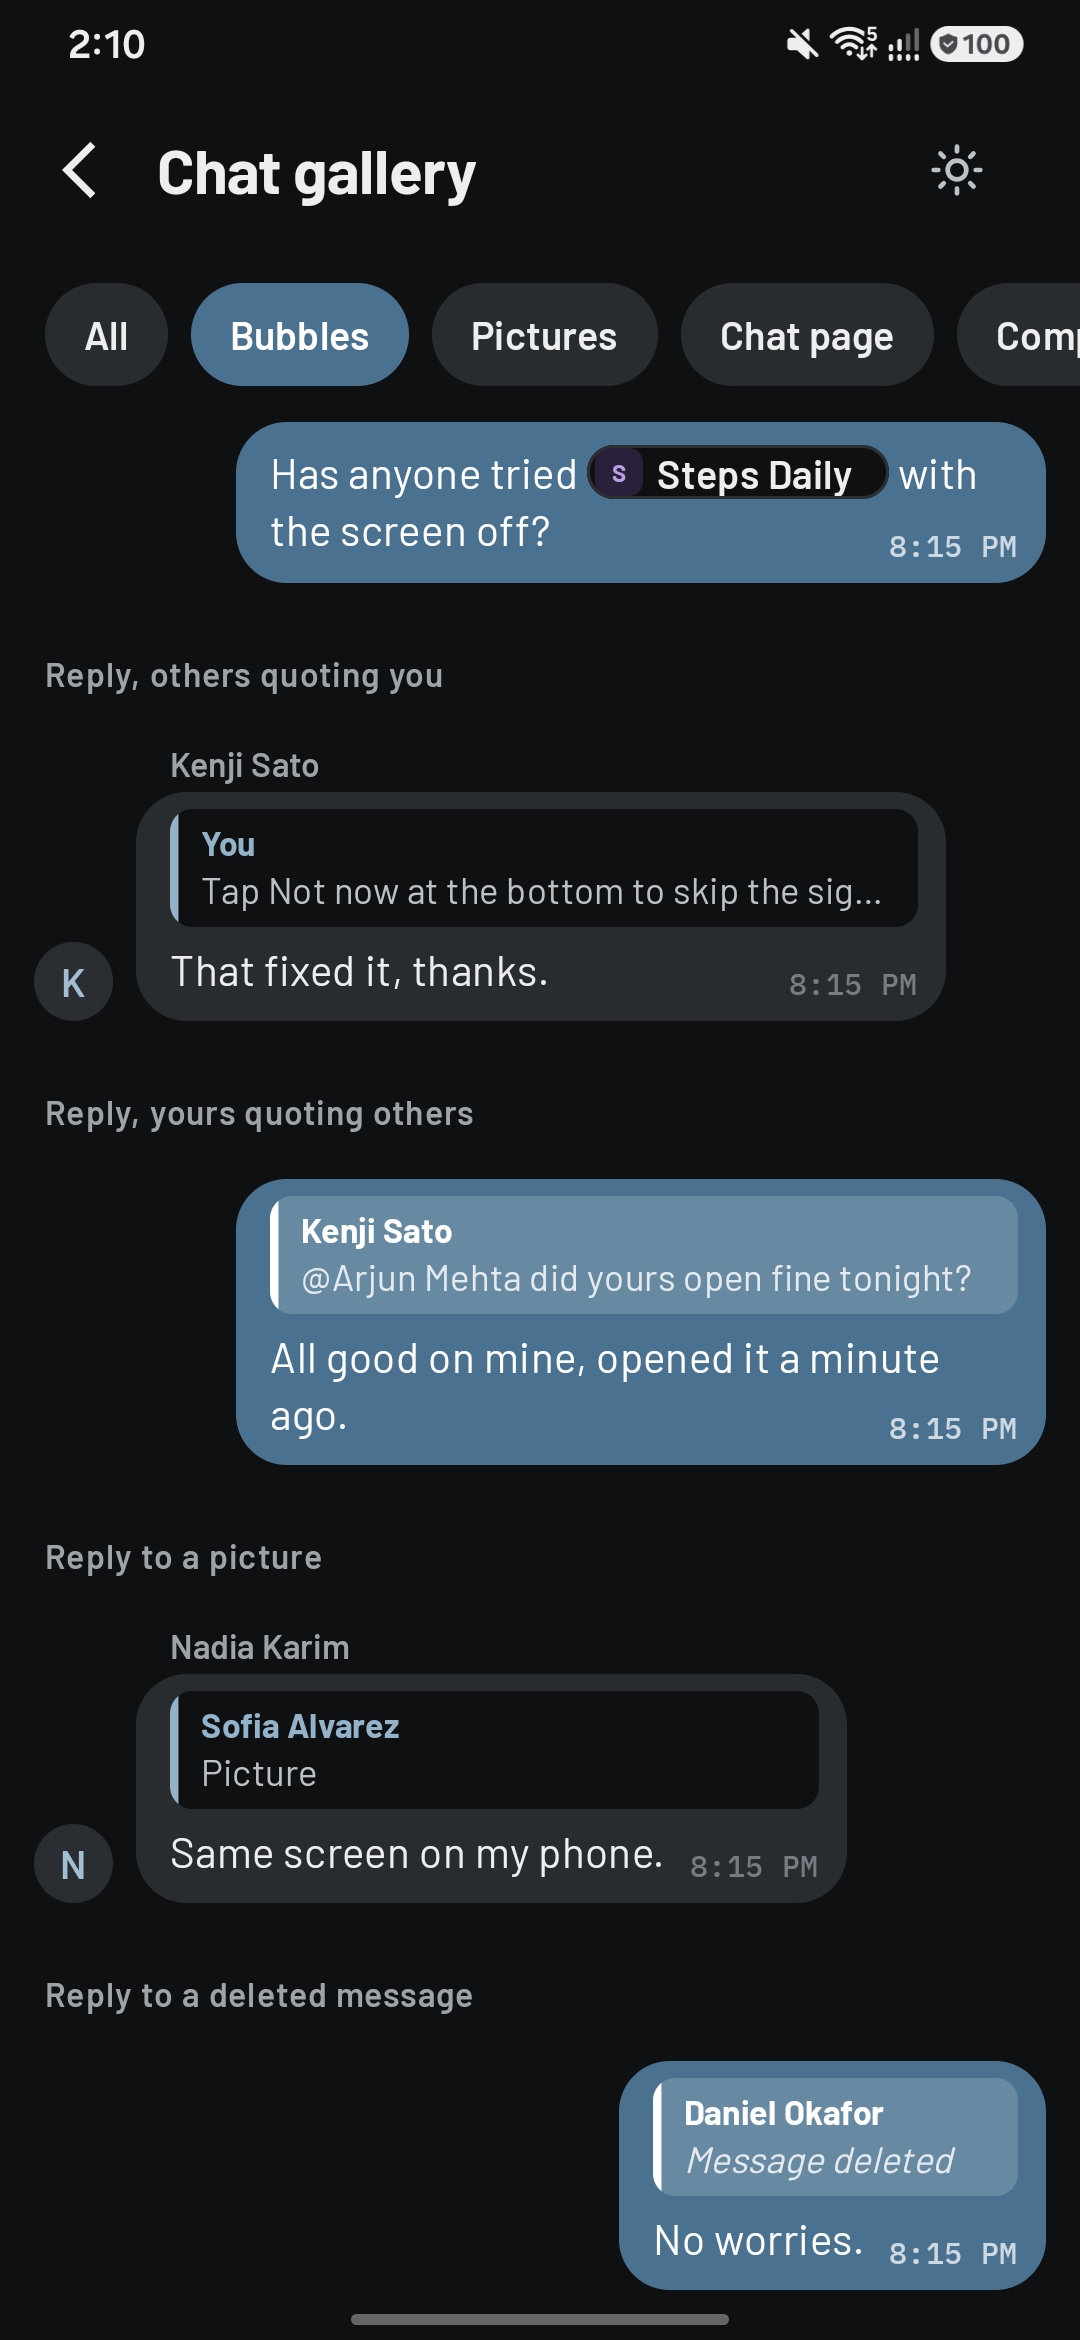 2:10
5
100
Chat gallery
All
Bubbles
Pictures
Chat page
Comp
Has anyone tried S Steps Daily with
the screen off?
8:15 PM
Reply, others quoting you
Kenji Sato
You
Tap Not now at the bottom to skip the sig...
That fixed it, thanks.
8:15 PM
K
Reply, yours quoting others
Kenji Sato
@Arjun Mehta did yours open fine tonight?
All good on mine, opened it a minute
ago.
8:15 PM
Reply to a picture
Nadia Karim
Sofia Alvarez
Picture
Same screen on my phone.
8:15 PM
N
Reply to a deleted message
Daniel Okafor
Message deleted
No worries.
8:15 PM